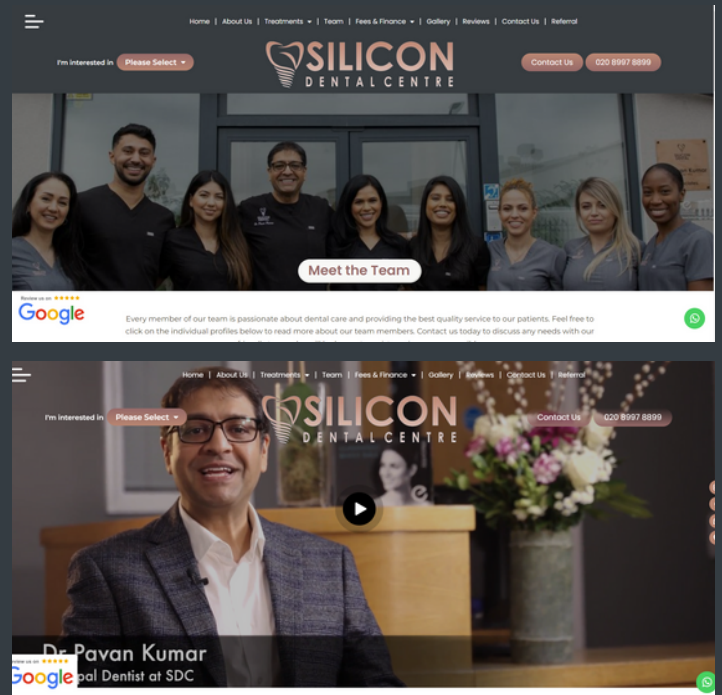 Home | About Us | Treatments | Team | Fees & Finance | Gallery | Reviews | Contact Us | Referral
I'm interested in Please Select
SILICON
DENTAL CENTRE
Contact Us 020 8997 8899
Meet the Team
Review us on
Google
Every member of our team is passionate about dental care and providing the best quality service to our patients. Feel free to
click on the individual profiles below to read more about our team members. Contact us today to discuss any needs with our
Home | About Us | Treatments | Team | Fees & Finance | Gallery | Reviews | Contact Us | Referral
I'm interested in Please Select
SILICON
DENTAL CENTRE
Contact Us 020 8997 8899
Dr Pavan Kumar
pal Dentist at SDC
view us on
Google